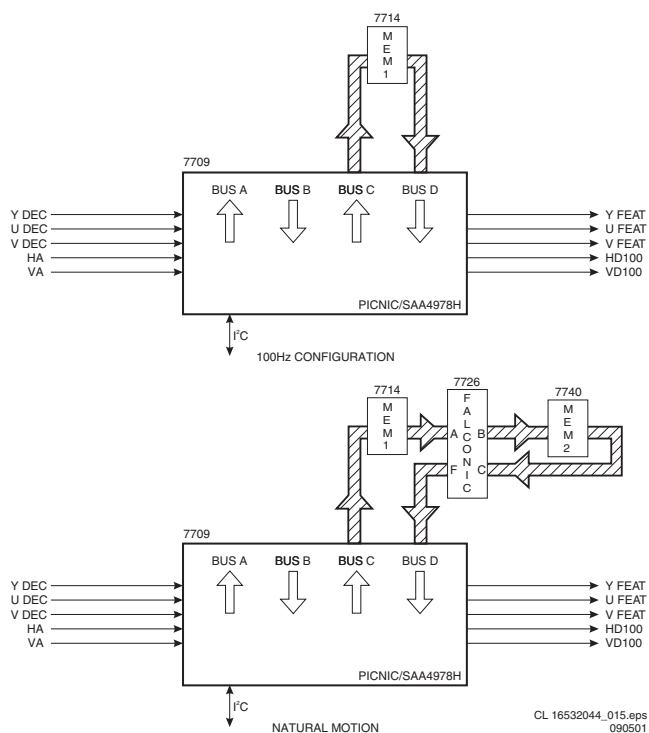 7714
M
E
M
1
7709
BUS A BUS B BUS C BUS D
Y DEC Y FEAT
U DEC U FEAT
V DEC V FEAT
HA HD100
VA VD100
PICNIC/SAA4978H
I²C
100Hz CONFIGURATION
7714 7726 7740
M
E
M
1
F
A
L
C
O
N
I
C
A B
F C
M
E
M
2
7709
BUS A BUS B BUS C BUS D
Y DEC Y FEAT
U DEC U FEAT
V DEC V FEAT
HA HD100
VA VD100
PICNIC/SAA4978H
I²C
NATURAL MOTION
CL 16532044_015.eps
090501